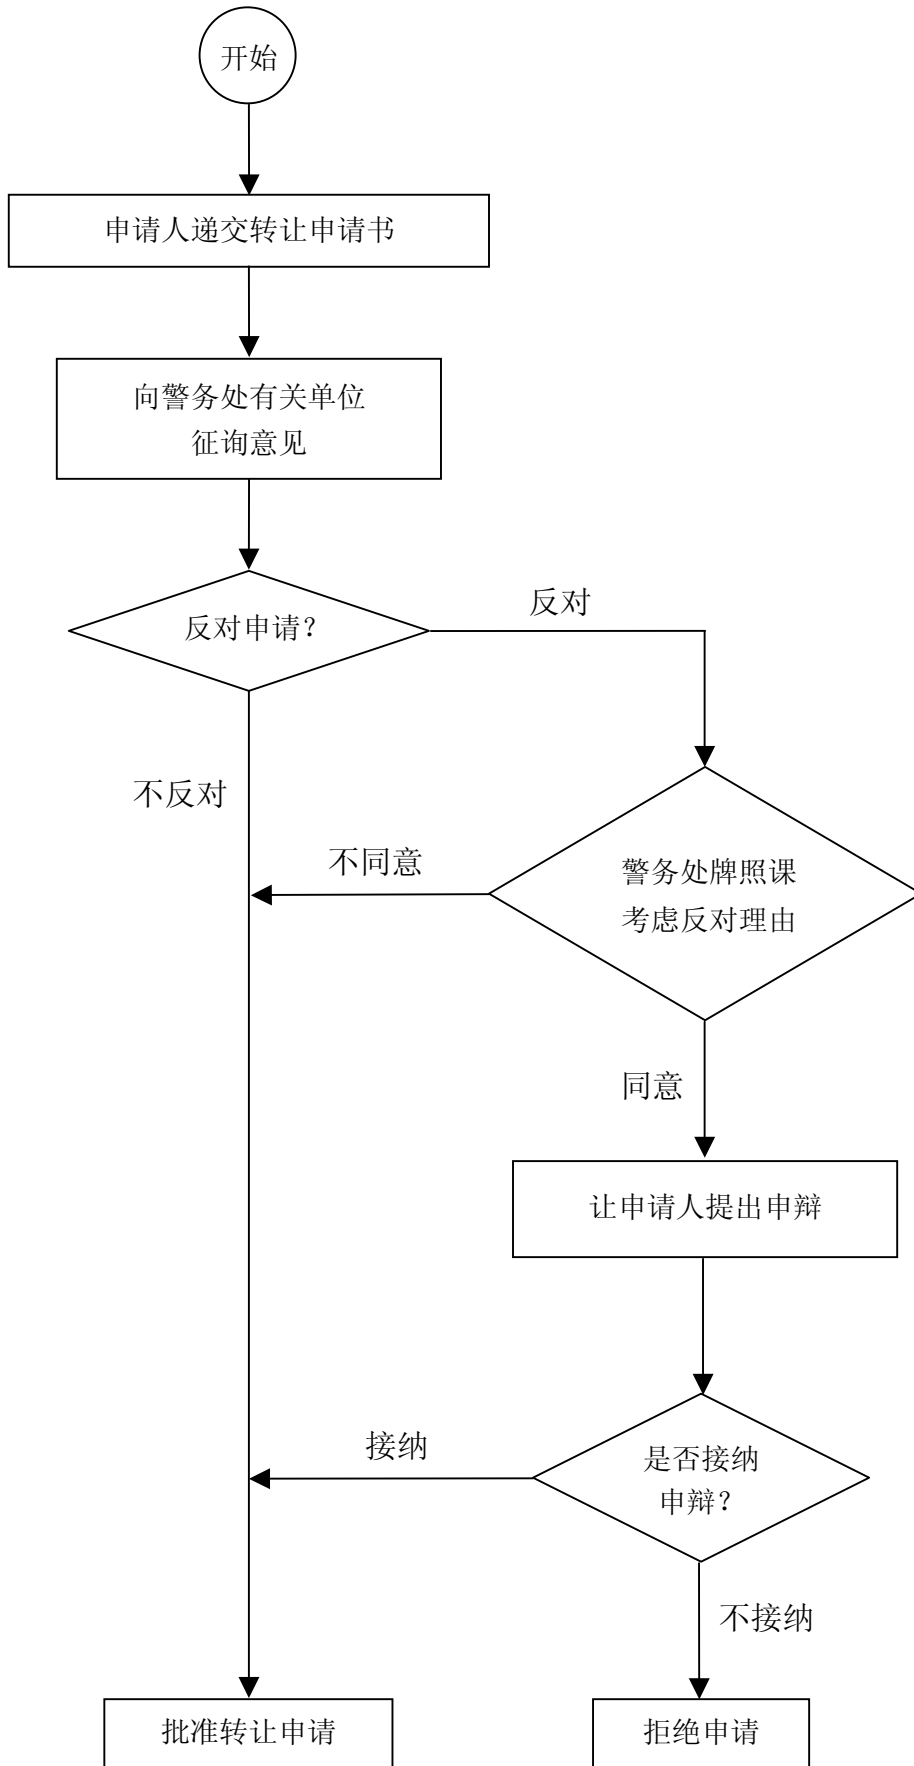 开始
申请人递交转让申请书
向警务处有关单位
征询意见
反对申请？
反对
不反对
不同意
警务处牌照课
考虑反对理由
同意
让申请人提出申辩
接纳
是否接纳
申辩？
不接纳
批准转让申请
拒绝申请